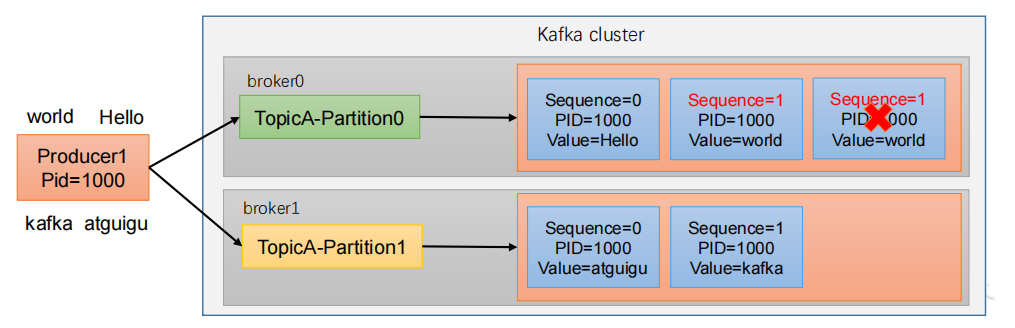 Kafka cluster
broker0
world Hello
Producer1
Pid=1000
kafka atguigu
TopicA-Partition0
Sequence=0
PID=1000
Value=Hello
Sequence=1
PID=1000
Value=world
Sequence=1
PID=1000
Value=world
broker1
TopicA-Partition1
Sequence=0
PID=1000
Value=atguigu
Sequence=1
PID=1000
Value=kafka